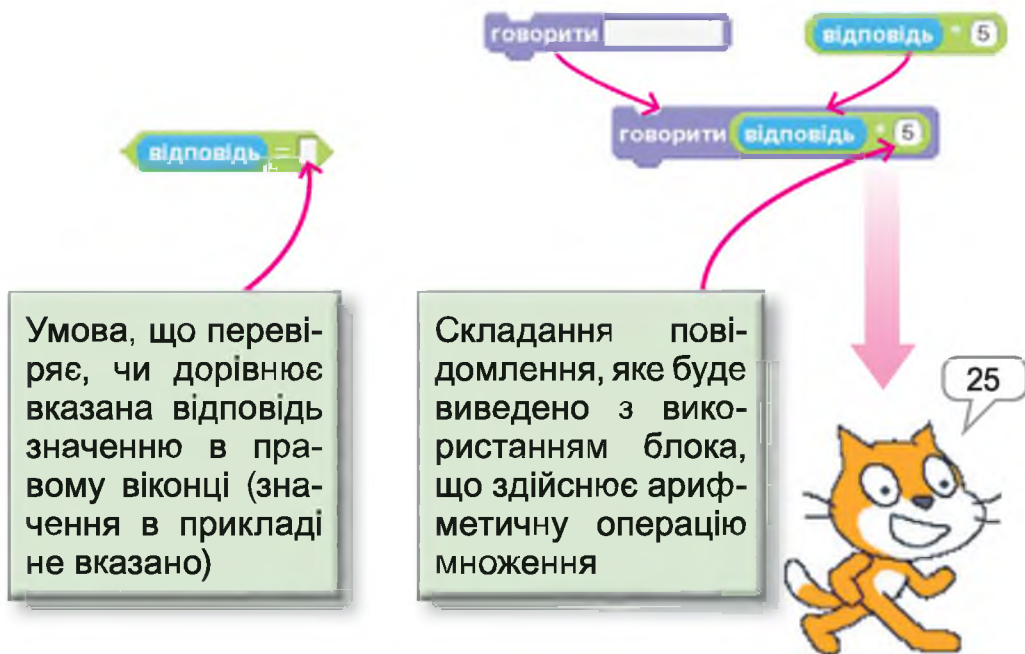 говорити
відповідь * 5
говорити відповідь * 5
відповідь =
Умова, що переві-
ряє, чи дорівнює
вказана відповідь
значенню в пра-
вому віконці (зна-
чення в прикладі
не вказано)
Складання пові-
домлення, яке буде
виведено з вико-
ристанням блока,
що здійснює ариф-
метичну операцію
множення
25